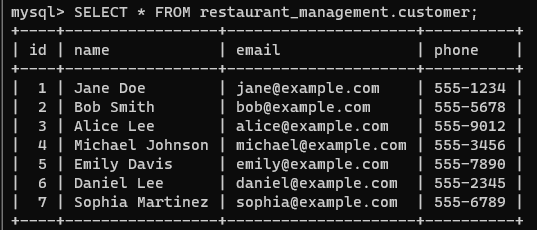 mysql> SELECT * FROM restaurant_management.customer;
+----+-----------------+----------------------+----------+
| id | name            | email                | phone    |
+----+-----------------+----------------------+----------+
|  1 | Jane Doe        | jane@example.com     | 555-1234 |
|  2 | Bob Smith       | bob@example.com      | 555-5678 |
|  3 | Alice Lee       | alice@example.com    | 555-9012 |
|  4 | Michael Johnson | michael@example.com  | 555-3456 |
|  5 | Emily Davis     | emily@example.com    | 555-7890 |
|  6 | Daniel Lee      | daniel@example.com   | 555-2345 |
|  7 | Sophia Martinez | sophia@example.com   | 555-6789 |
+----+-----------------+----------------------+----------+